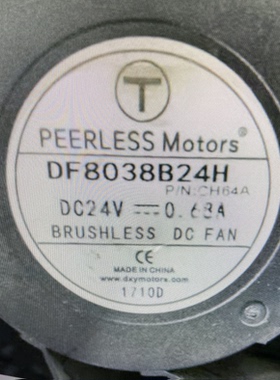 T
PEERLESS Motors®
DF8038B24H
P/N:CH64A
DC24V ⎓ 0.68A
BRUSHLESS DC FAN
CE
MADE IN CHINA
www.dxymotors.com
1710D